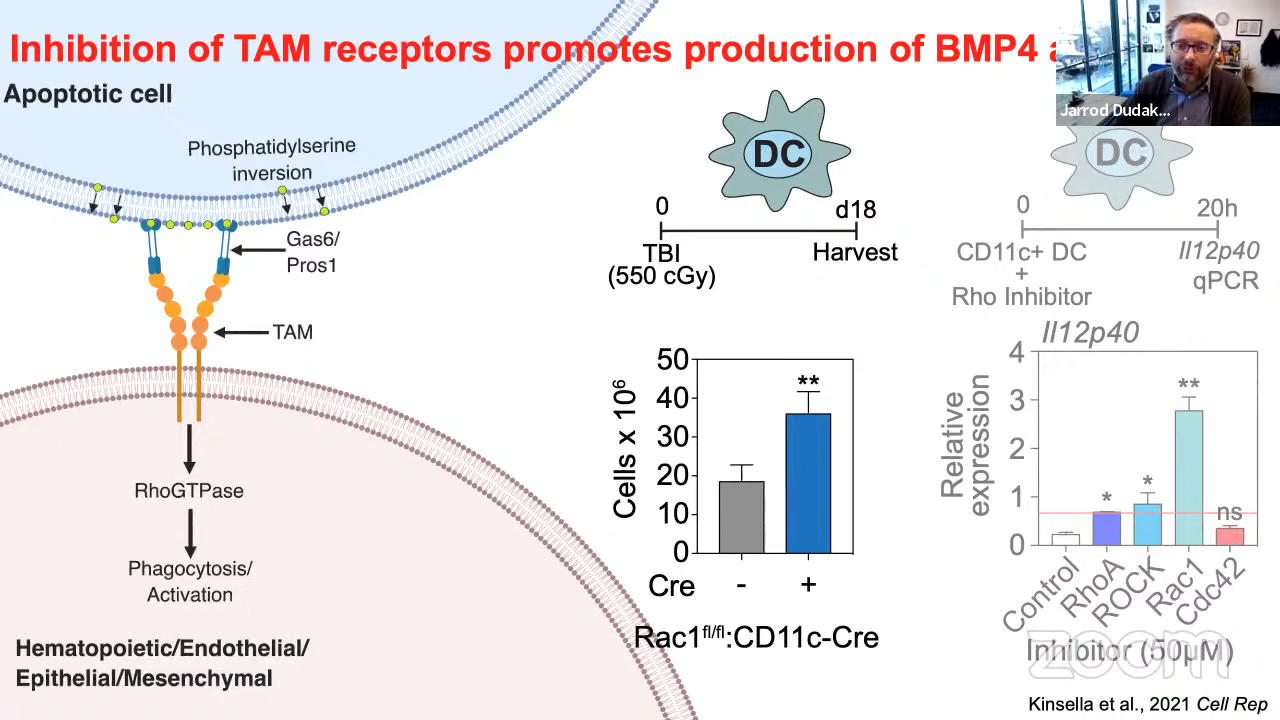 Inhibition of TAM receptors promotes production of BMP4
Jarrod Dudak...
Apoptotic cell
Phosphatidylserine
inversion
Gas6/
Pros1
TAM
RhoGTPase
Phagocytosis/
Activation
Hematopoietic/Endothelial/
Epithelial/Mesenchymal
DC
0
d18
TBI
Harvest
(550 cGy)
50
40
30
20
10
0
Cells x 10⁶
**
Cre
-
+
Rac1ᶠˡ/ᶠˡ:CD11c-Cre
DC
0
20h
CD11c+ DC
+
Rho Inhibitor
Il12p40
qPCR
Il12p40
4
3
2
1
0
Relative
expression
*
*
**
ns
Control
RhoA
ROCK
Rac1
Cdc42
Inhibitor (50µM)
zoom
Kinsella et al., 2021 Cell Rep